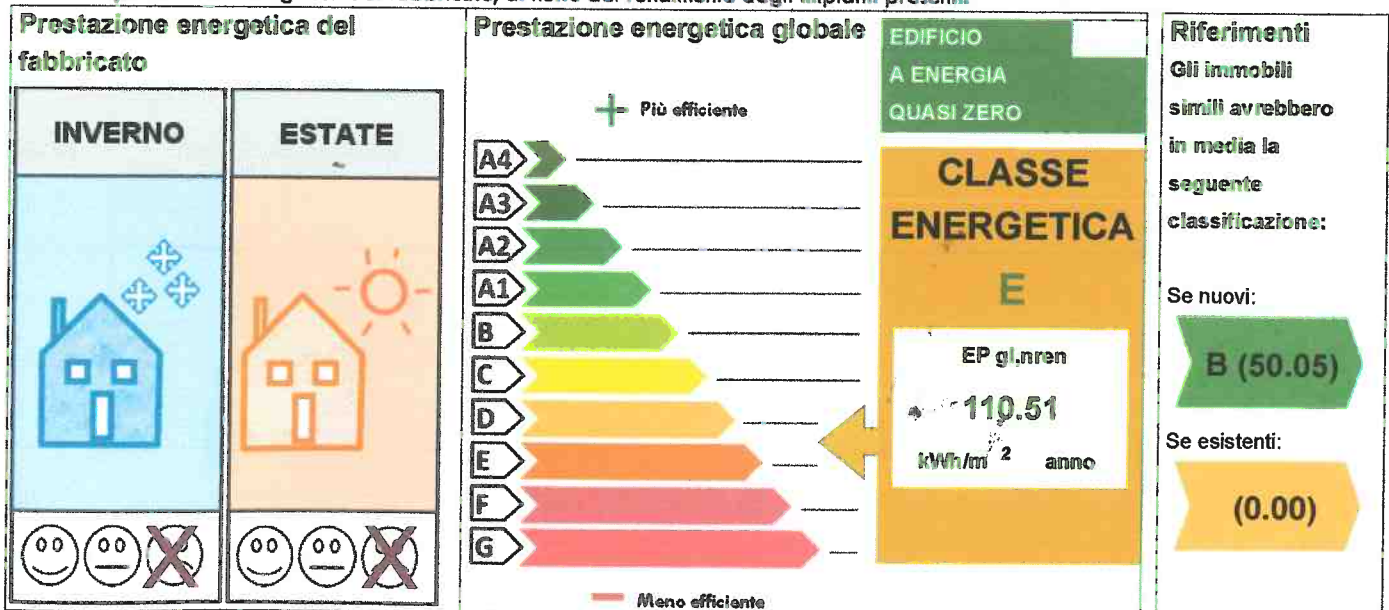 Prestazione energetica del
fabbricato
INVERNO
ESTATE
Prestazione energetica globale
Più efficiente
A4
A3
A2
A1
B
C
D
E
F
G
Meno efficiente
EDIFICIO
A ENERGIA
QUASI ZERO
CLASSE
ENERGETICA
E
EP gl,nren
110.51
kWh/m² anno
Riferimenti
Gli immobili
simili avrebbero
in media la
seguente
classificazione:
Se nuovi:
B (50.05)
Se esistenti:
(0.00)